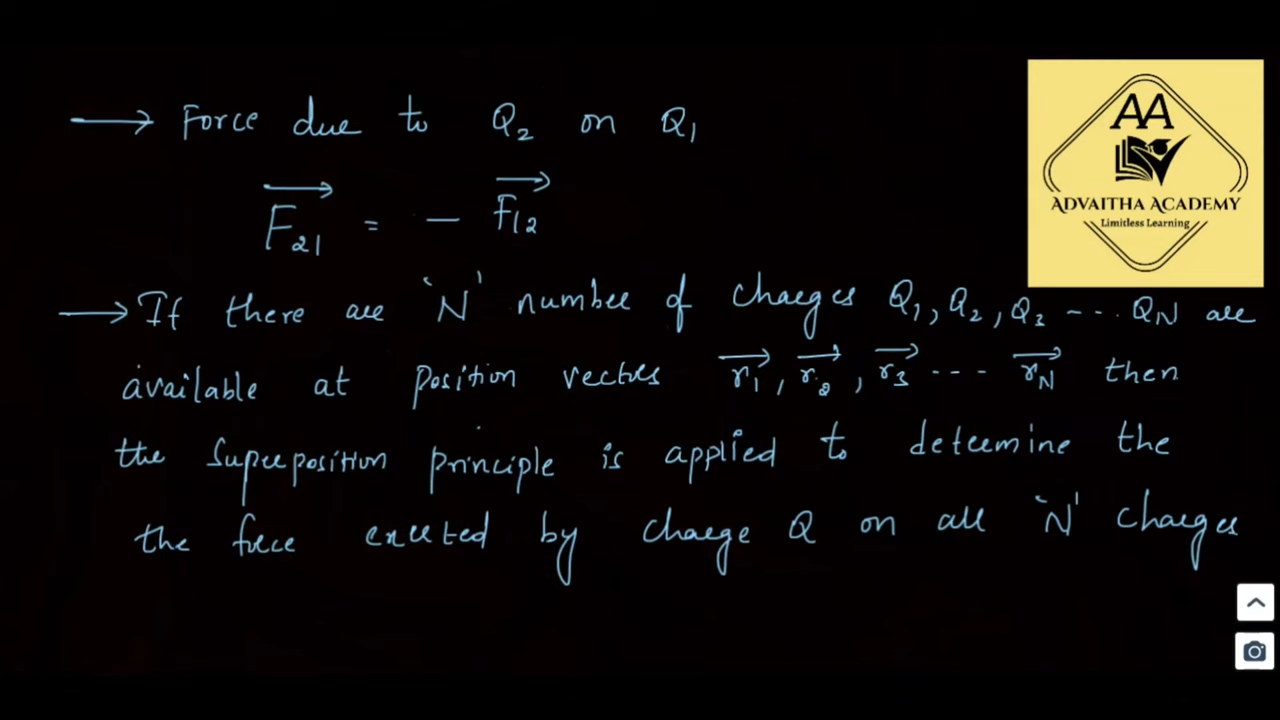 → Force due to Q₂ on Q₁
AA
ADVAITHA ACADEMY
Limitless Learning
F₂₁ = - F₁₂
→ If there are 'N' number of charges Q₁, Q₂, Q₃ --- Q_N are
available at position vectors r₁, r₂, r₃ --- r_N then
the superposition principle is applied to determine the
the force exerted by charge Q on all 'N' charges